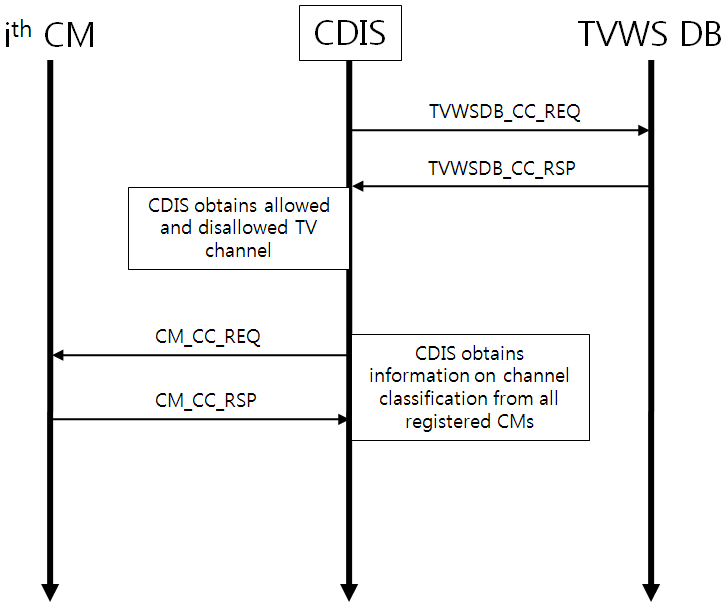 ith CM
CDIS
TVWS DB
TVWSDB_CC_REQ
TVWSDB_CC_RSP
CDIS obtains allowed
and disallowed TV
channel
CM_CC_REQ
CDIS obtains
information on channel
classification from all
registered CMs
CM_CC_RSP